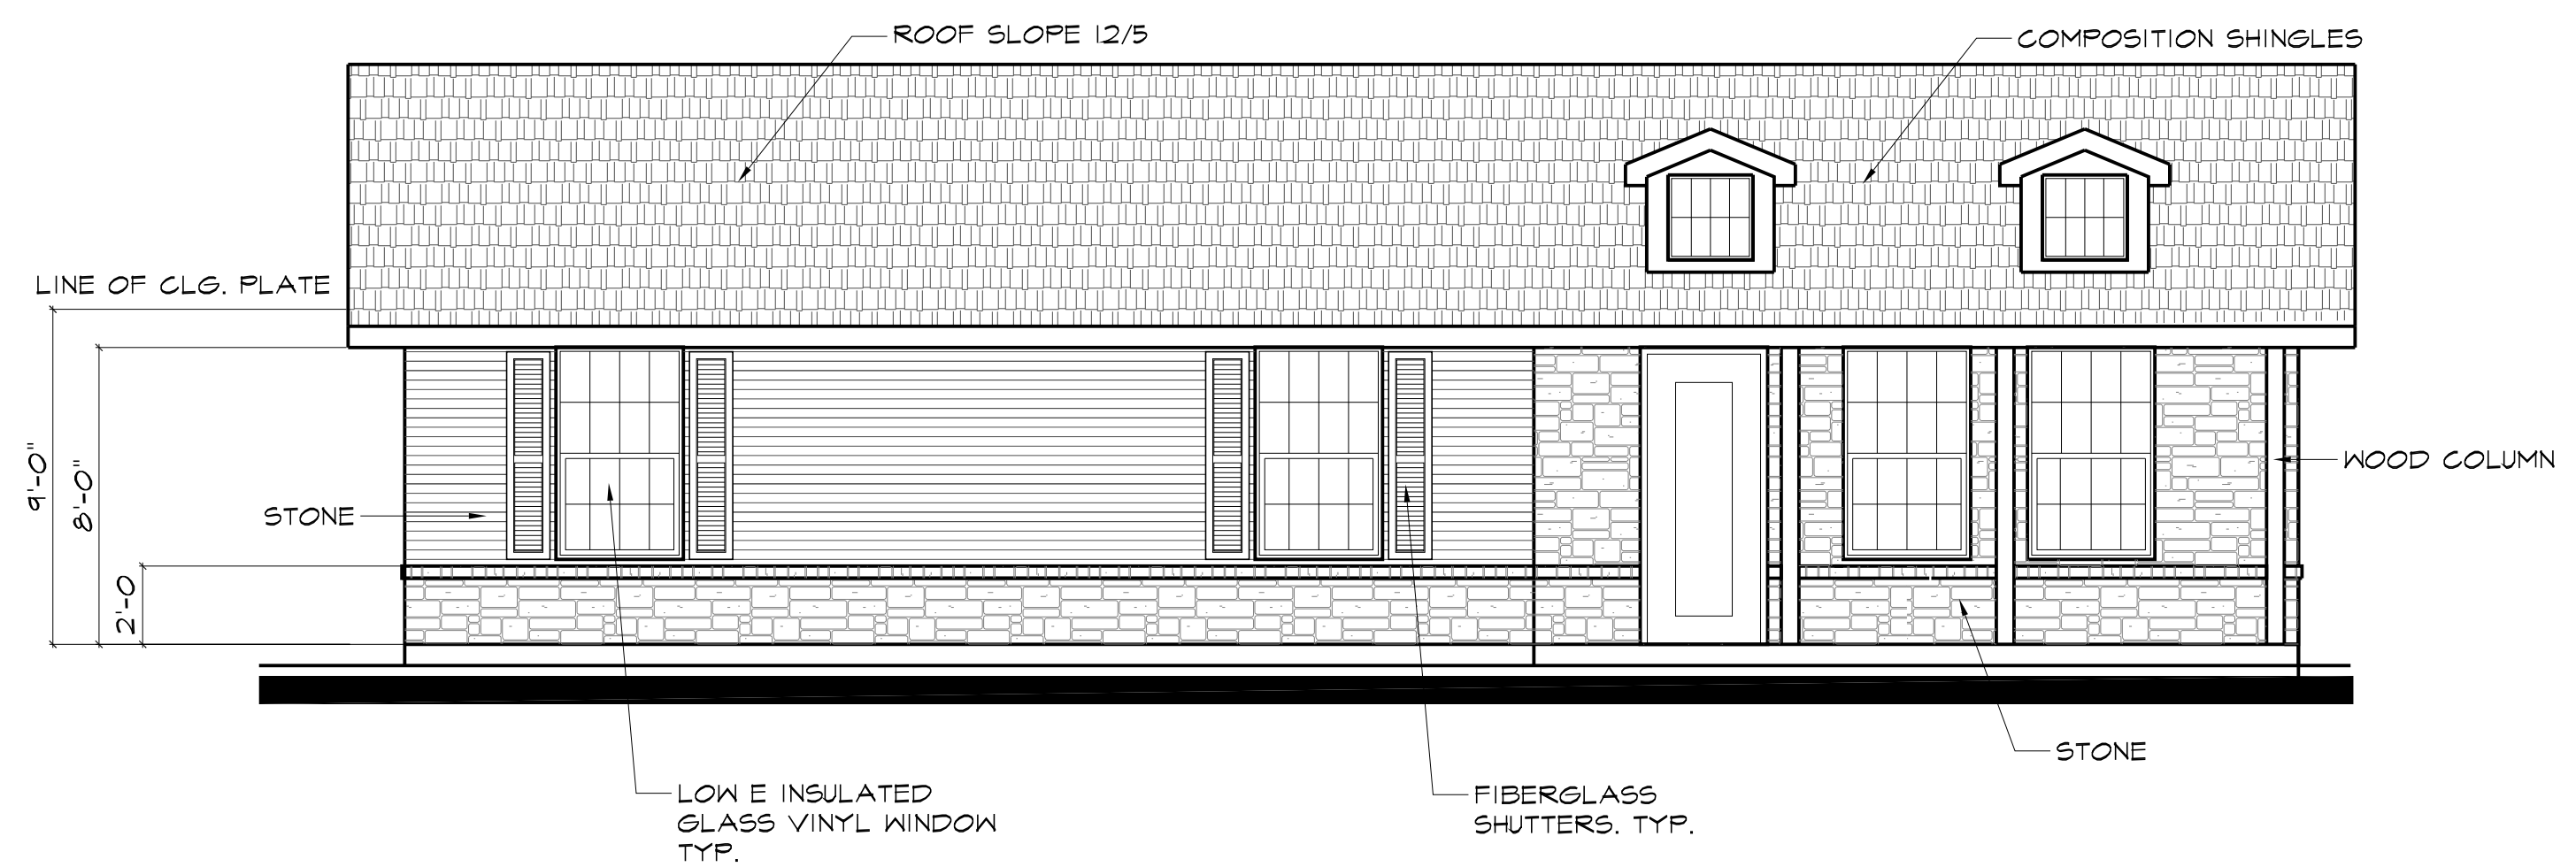 ROOF SLOPE 12/5
COMPOSITION SHINGLES
LINE OF CLG. PLATE
9'-0"
8'-0"
2'-0
STONE
WOOD COLUMN
STONE
LOW E INSULATED
GLASS VINYL WINDOW
TYP.
FIBERGLASS
SHUTTERS. TYP.